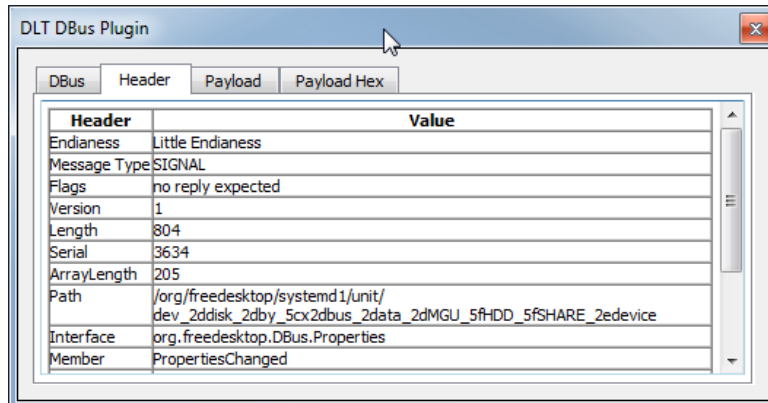 DLT DBus Plugin
DBus Header Payload Payload Hex
Header Value
Endianess Little Endianess
Message Type SIGNAL
Flags no reply expected
Version 1
Length 804
Serial 3634
ArrayLength 205
Path /org/freedesktop/systemd1/unit/
dev_2ddisk_2dby_5cx2dbus_2data_2dMGU_5fHDD_5fSHARE_2edevice
Interface org.freedesktop.DBus.Properties
Member PropertiesChanged